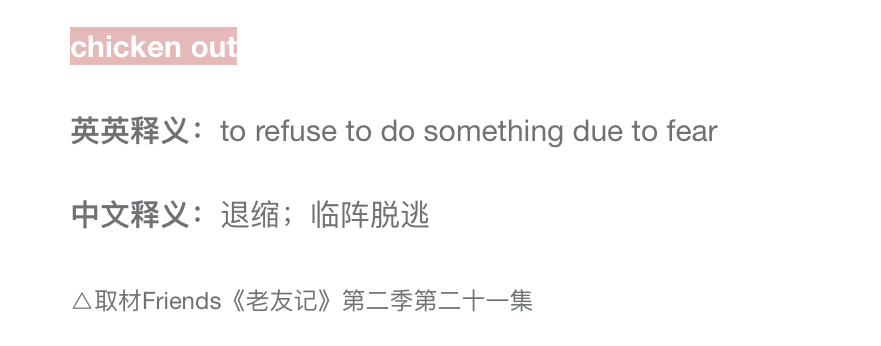 chicken out
英英释义：to refuse to do something due to fear
中文释义：退缩；临阵脱逃
△取材Friends《老友记》第二季第二十一集